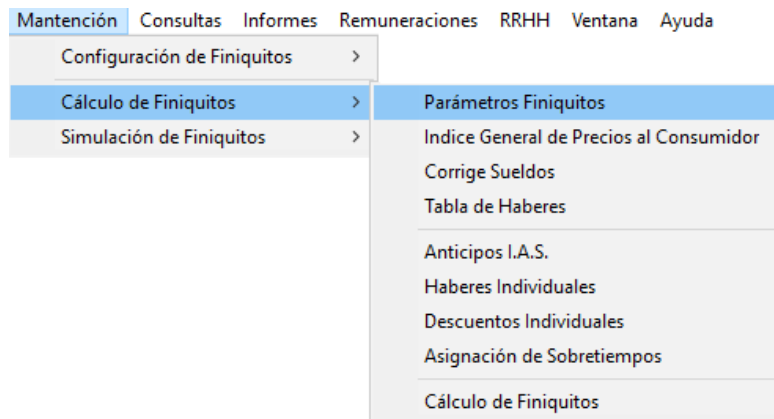 Mantención Consultas Informes Remuneraciones RRHH Ventana Ayuda
Configuración de Finiquitos >
Cálculo de Finiquitos >
Simulación de Finiquitos >
Parámetros Finiquitos
Indice General de Precios al Consumidor
Corrige Sueldos
Tabla de Haberes
Anticipos I.A.S.
Haberes Individuales
Descuentos Individuales
Asignación de Sobretiempos
Cálculo de Finiquitos